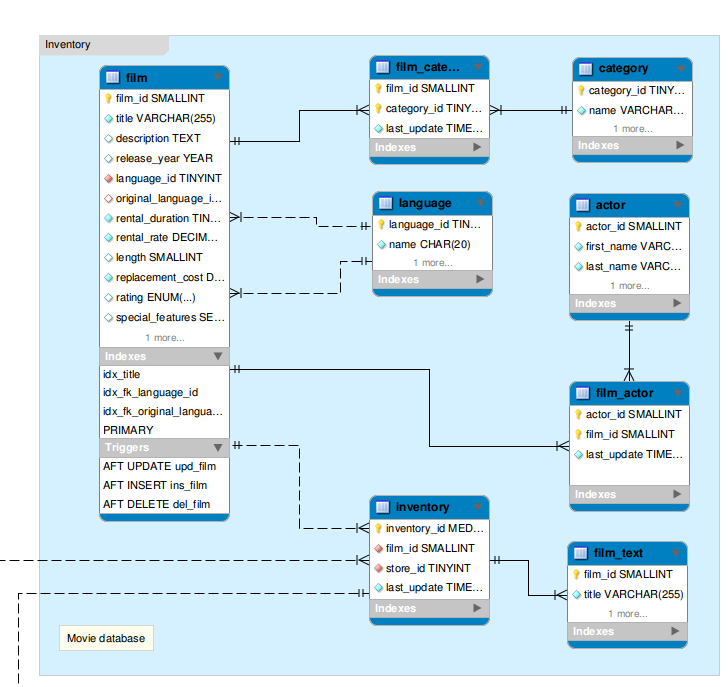 Inventory
film
film_id SMALLINT
title VARCHAR(255)
description TEXT
release_year YEAR
language_id TINYINT
original_language_i...
rental_duration TIN...
rental_rate DECIM...
length SMALLINT
replacement_cost D...
rating ENUM(...)
special_features SE...
1 more...
Indexes
idx_title
idx_fk_language_id
idx_fk_original_langua...
PRIMARY
Triggers
AFT UPDATE upd_film
AFT INSERT ins_film
AFT DELETE del_film
film_cate...
film_id SMALLINT
category_id TINY...
last_update TIME...
Indexes
category
category_id TINY...
name VARCHAR...
1 more...
Indexes
language
language_id TIN...
name CHAR(20)
1 more...
Indexes
actor
actor_id SMALLINT
first_name VARC...
last_name VARC...
1 more...
Indexes
film_actor
actor_id SMALLINT
film_id SMALLINT
last_update TIME...
Indexes
inventory
inventory_id MED...
film_id SMALLINT
store_id TINYINT
last_update TIME...
Indexes
film_text
film_id SMALLINT
title VARCHAR(255)
1 more...
Indexes
Movie database